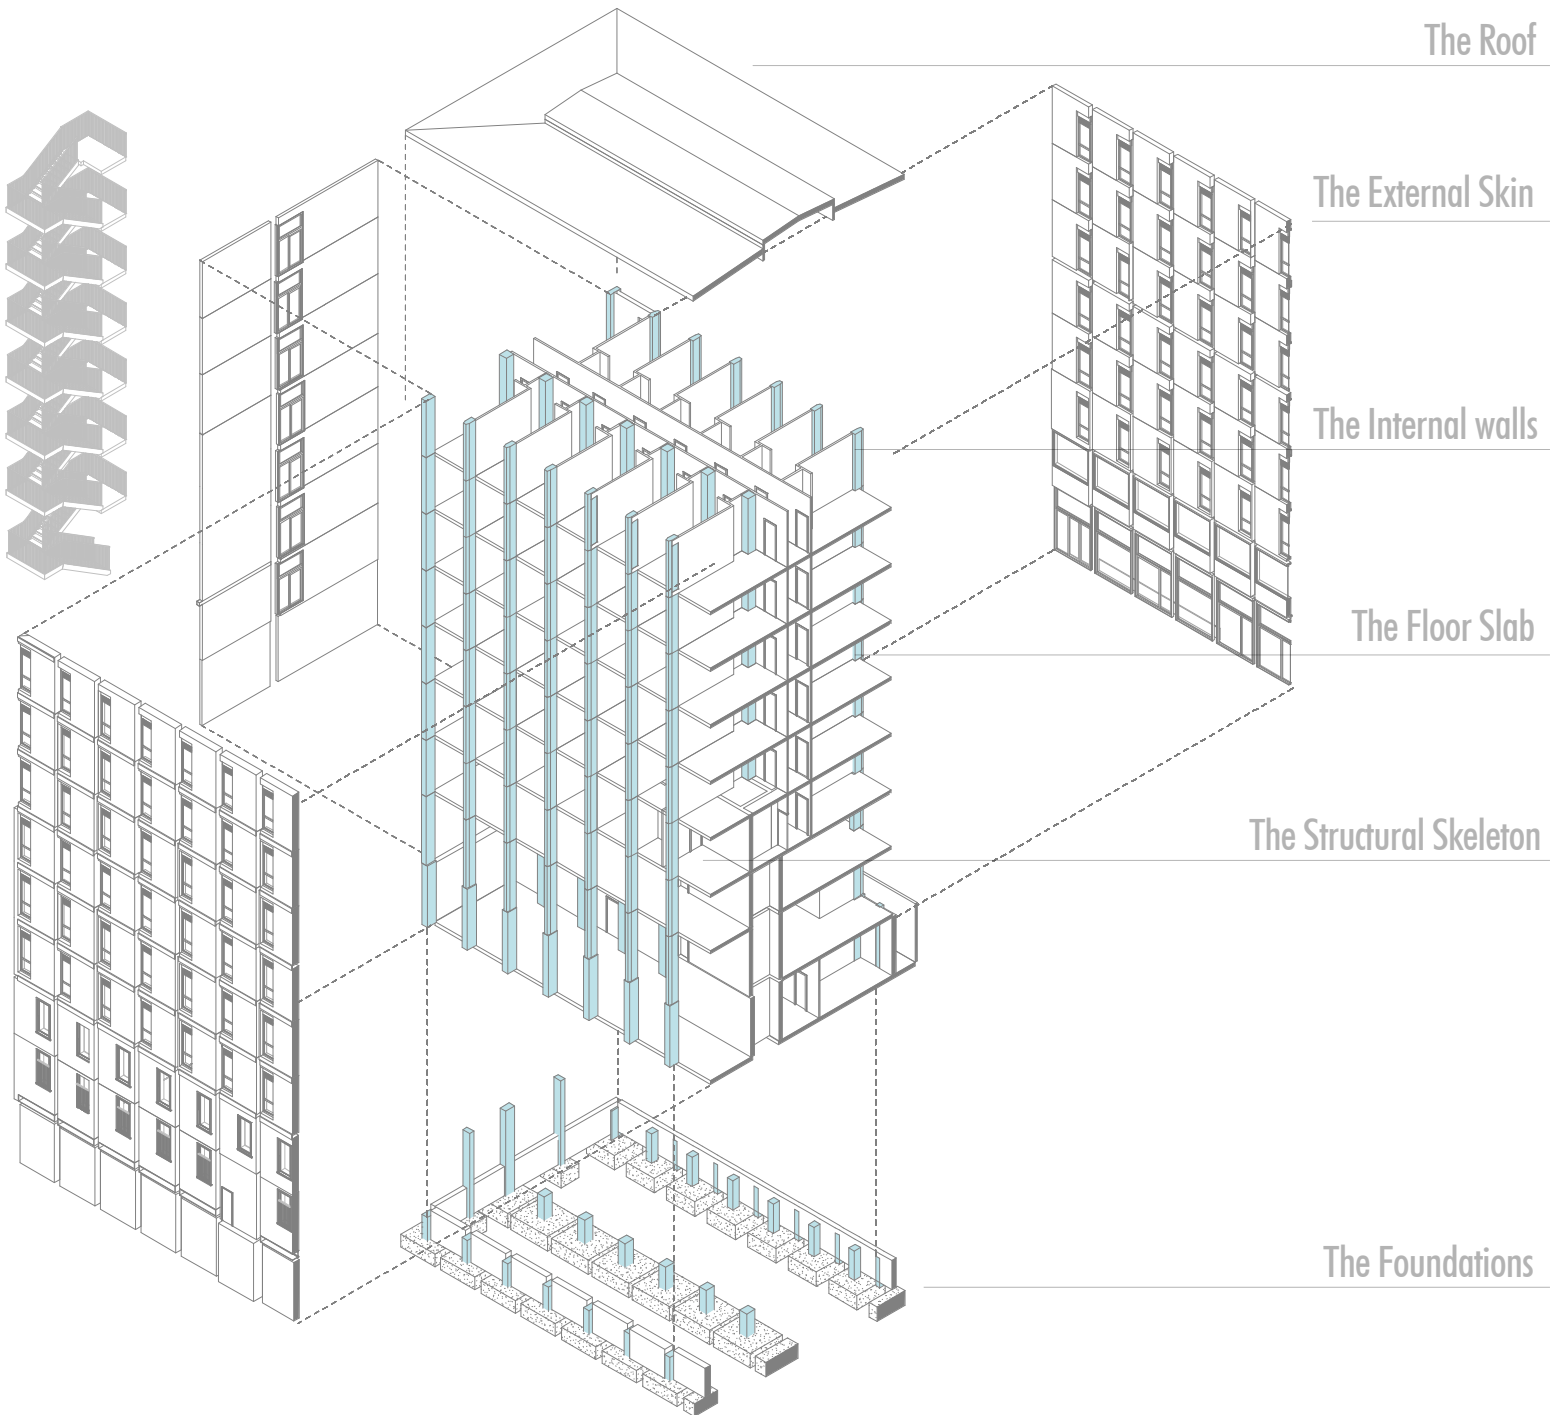 The Roof
The External Skin
The Internal walls
The Floor Slab
The Structural Skeleton
The Foundations